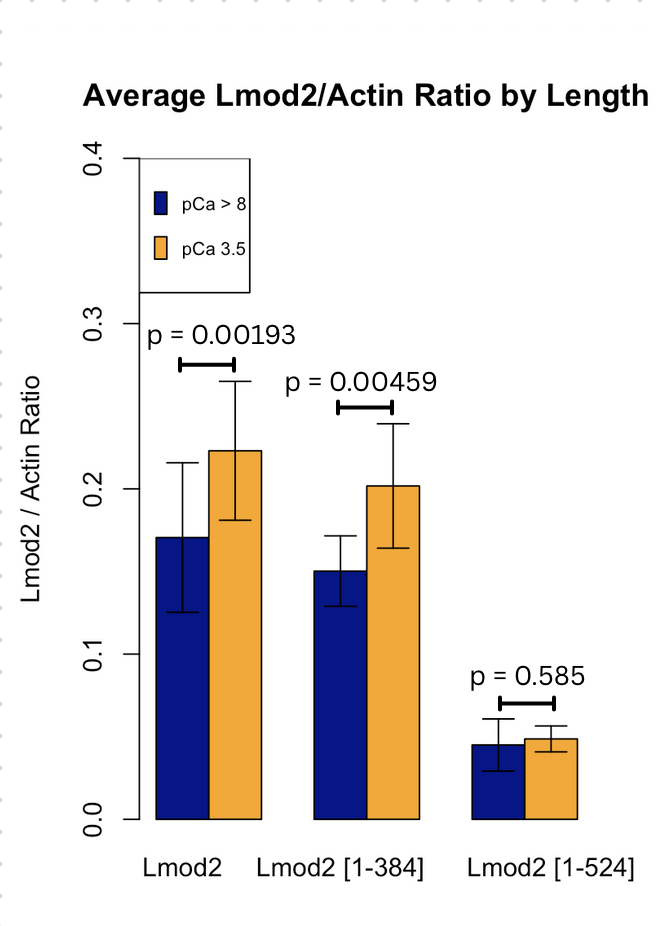 Average Lmod2/Actin Ratio by Length
Lmod2 / Actin Ratio
0.4
0.3
0.2
0.1
0.0
pCa > 8
pCa 3.5
p = 0.00193
p = 0.00459
p = 0.585
Lmod2
Lmod2 [1-384]
Lmod2 [1-524]